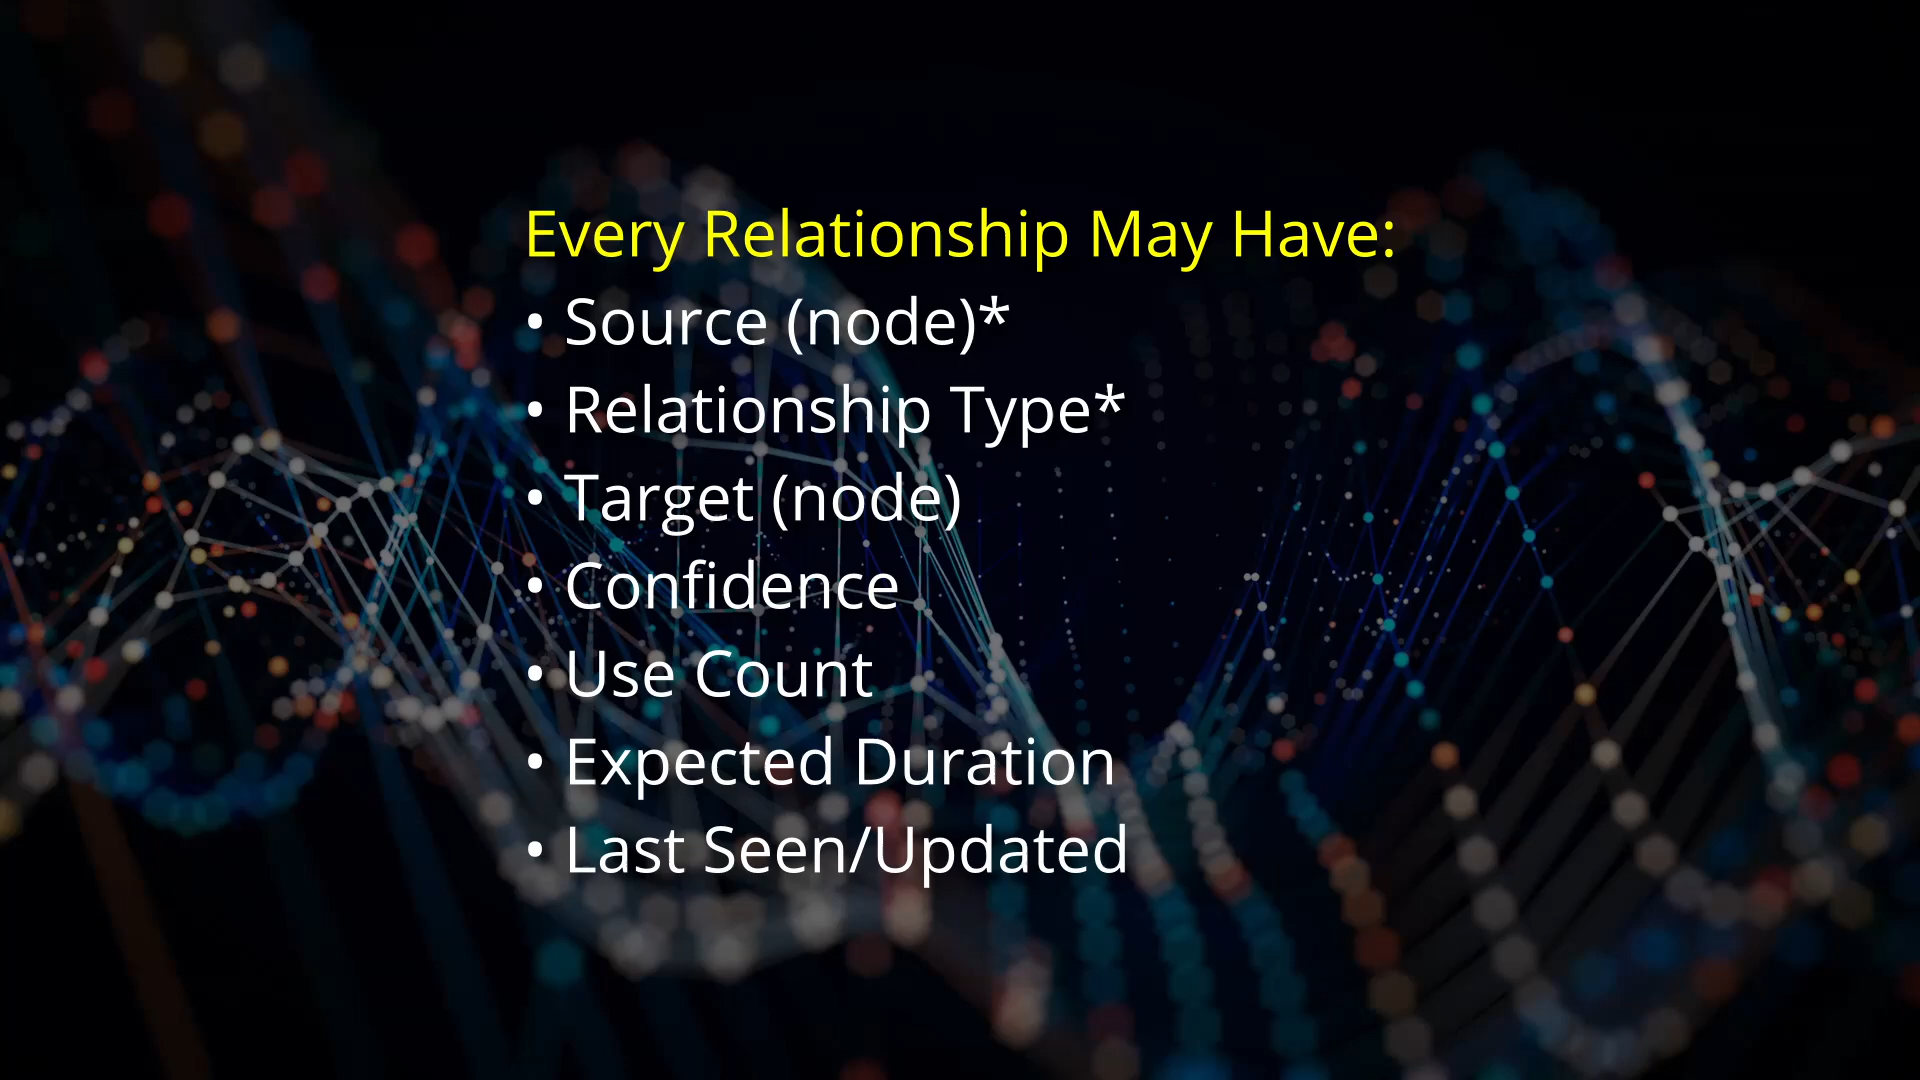 Every Relationship May Have:
• Source (node)*
• Relationship Type*
• Target (node)
• Confidence
• Use Count
• Expected Duration
• Last Seen/Updated